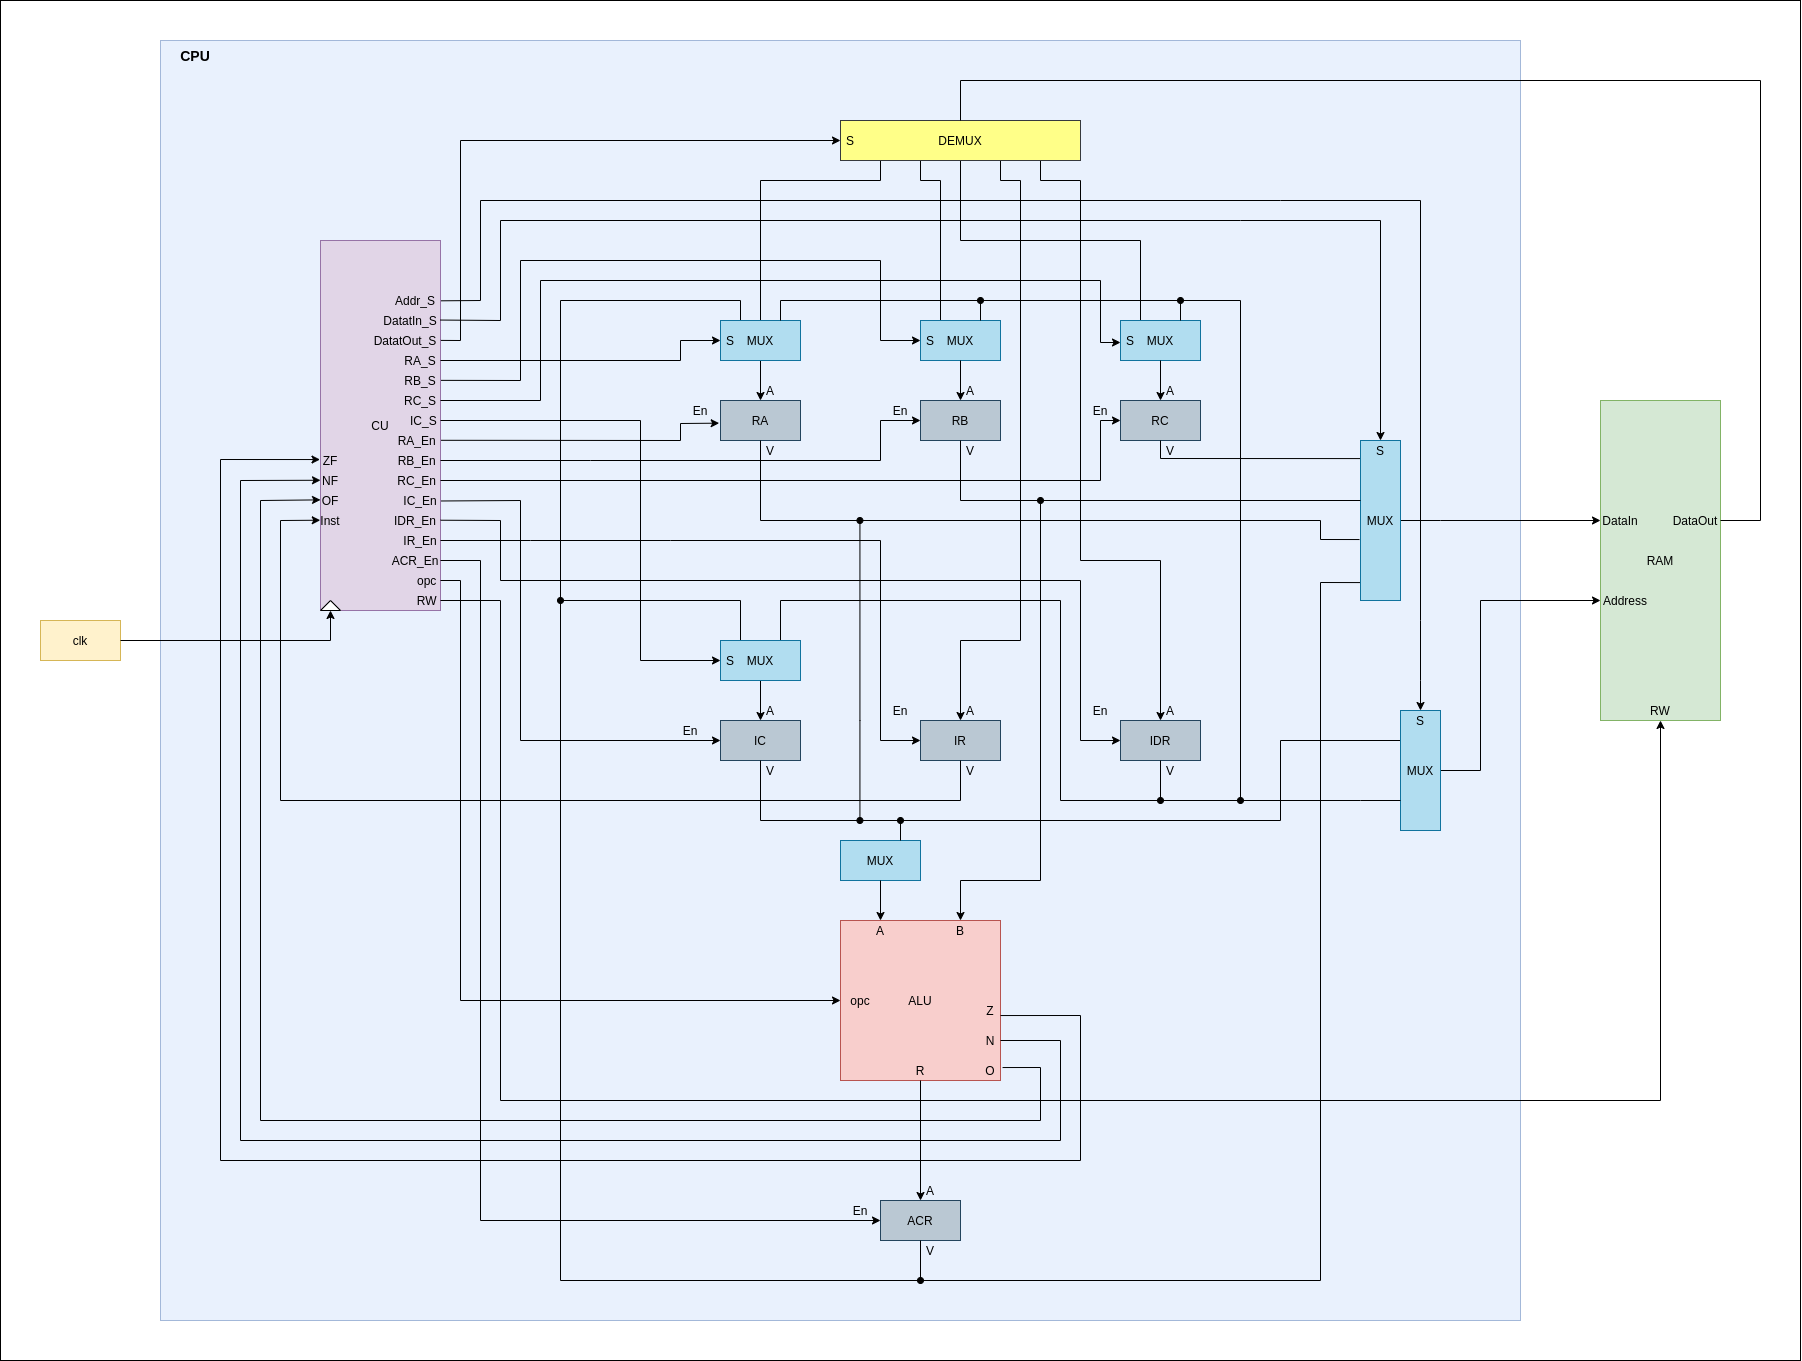 CPU
S DEMUX
Addr_S
DatatIn_S
DatatOut_S
RA_S
RB_S
RC_S
IC_S
CU
RA_En
RB_En
RC_En
IC_En
IDR_En
IR_En
ACR_En
opc
RW
ZF
NF
OF
Inst
clk
S MUX
S MUX
S MUX
A
A
A
En
En
En
RA
RB
RC
V
V
V
S
MUX
DataIn
DataOut
RAM
Address
RW
S MUX
A
A
A
En
En
En
IC
IR
IDR
V
V
V
S
MUX
MUX
A
B
opc
ALU
Z
N
R
O
A
En
ACR
V